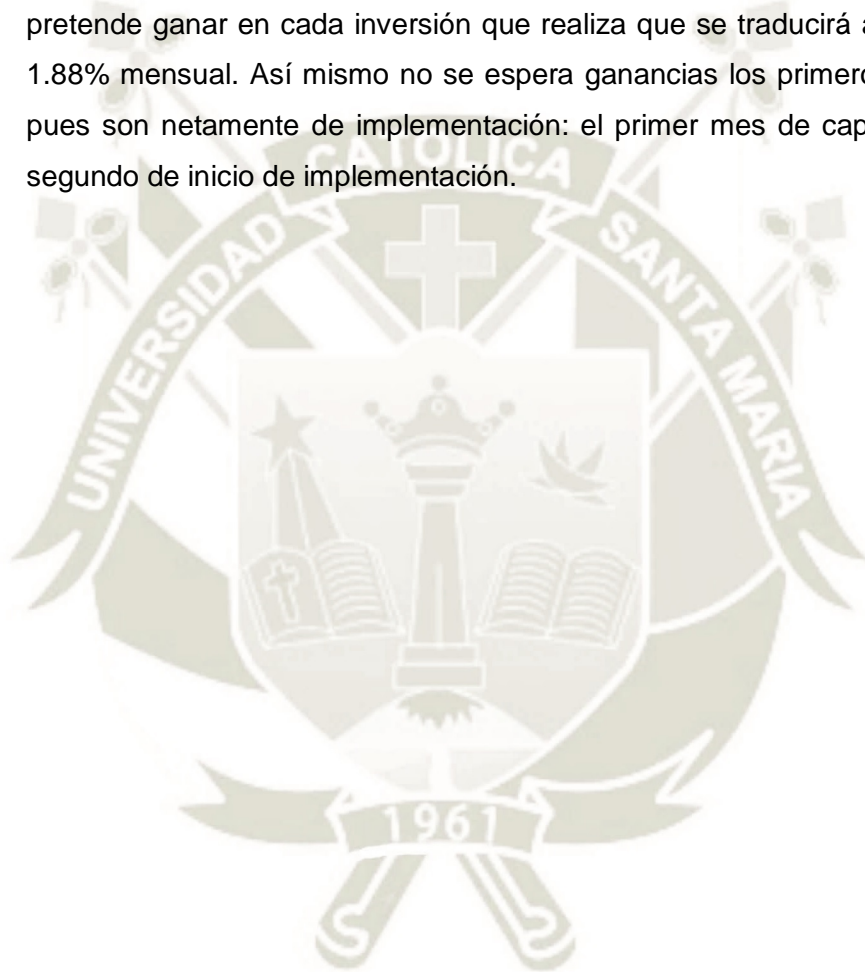 pretende ganar en cada inversión que realiza que se traducirá a
1.88% mensual. Así mismo no se espera ganancias los primero
pues son netamente de implementación: el primer mes de cap
segundo de inicio de implementación.
UNIVERSIDAD CATOLICA SANTA MARIA
1961